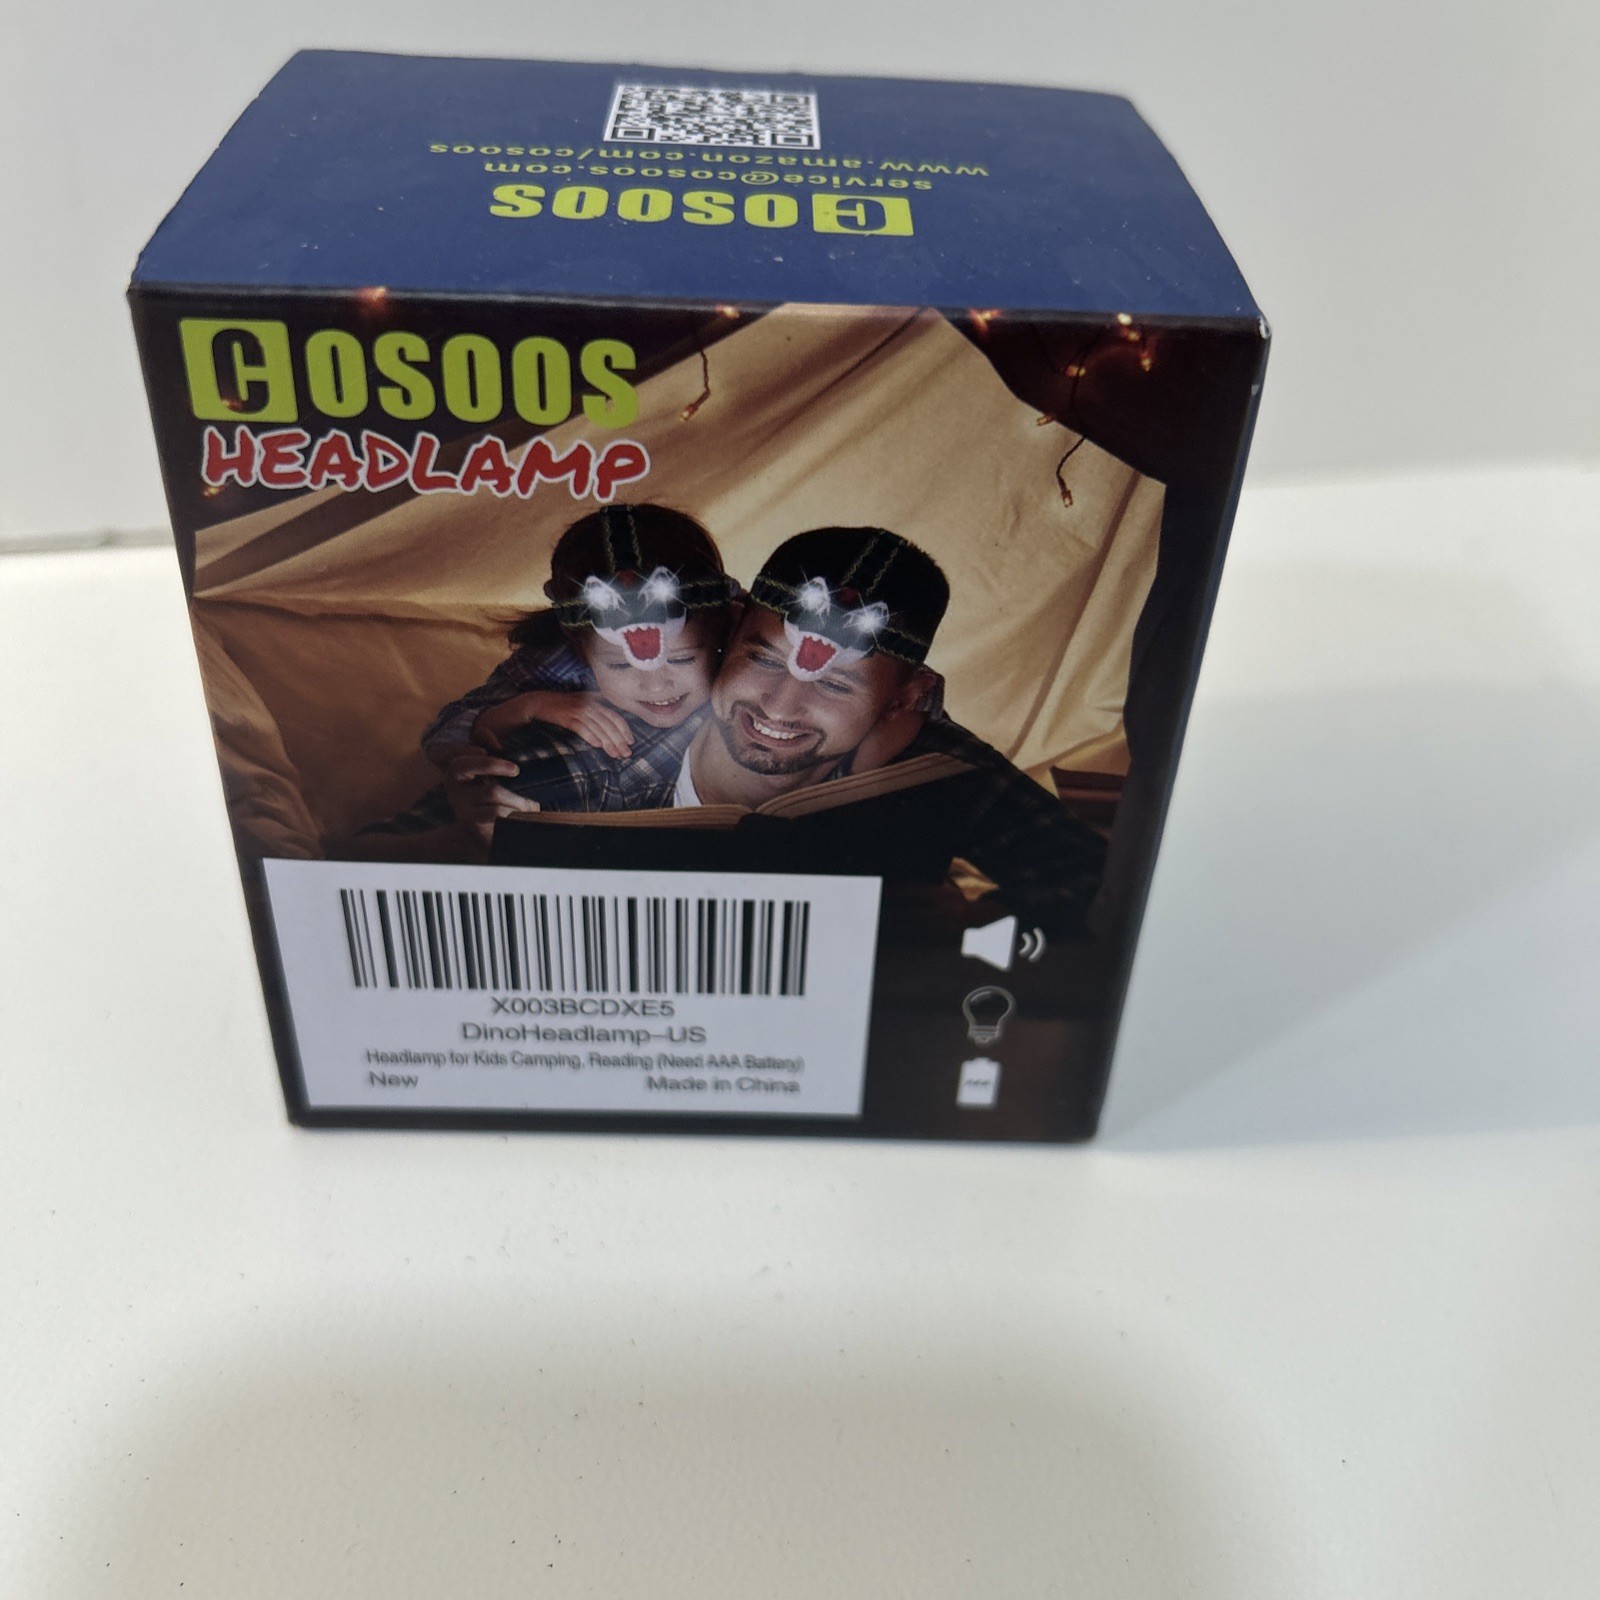 www.amazon.com/cosoos
service@cosoos.com
COSOOS
COSOOS
HEADLAMP
X003BCDXE5
DinoHeadlamp-US
Headlamp for Kids Camping, Reading (Need AAA Battery)
New Made in China